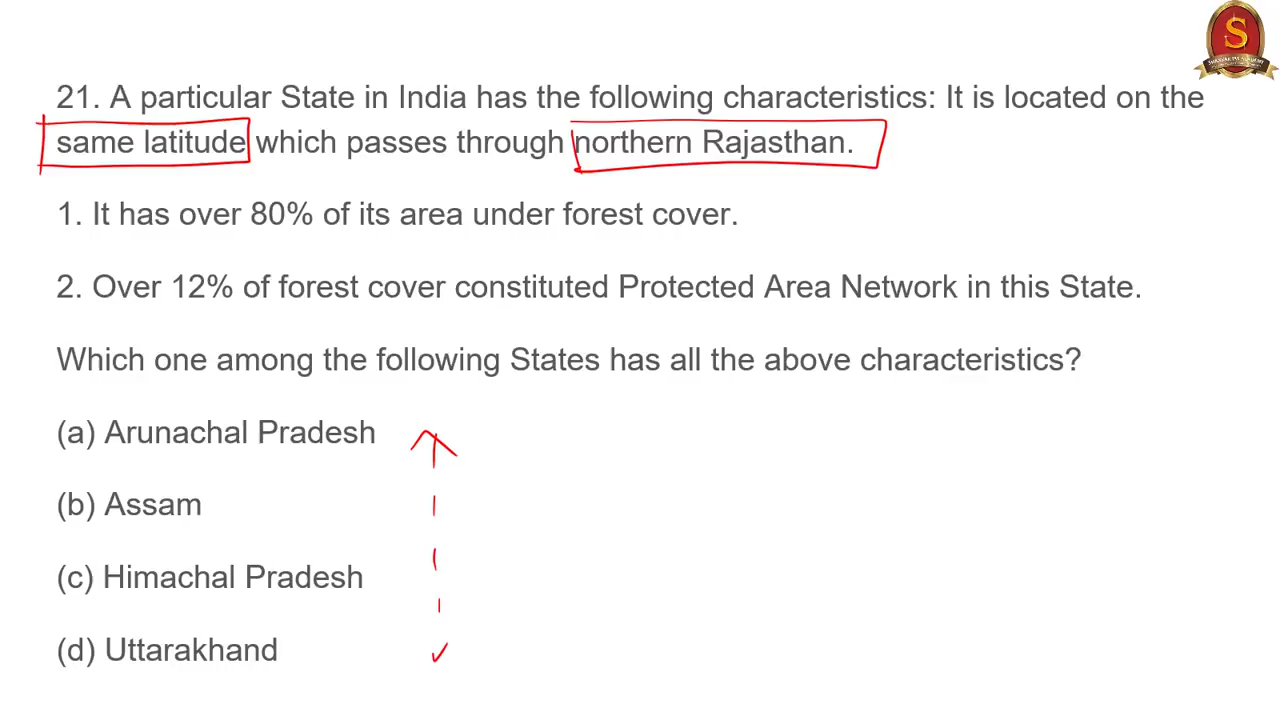 S
21. A particular State in India has the following characteristics: It is located on the
same latitude which passes through northern Rajasthan.
1. It has over 80% of its area under forest cover.
2. Over 12% of forest cover constituted Protected Area Network in this State.
Which one among the following States has all the above characteristics?
(a) Arunachal Pradesh
(b) Assam
(c) Himachal Pradesh
(d) Uttarakhand